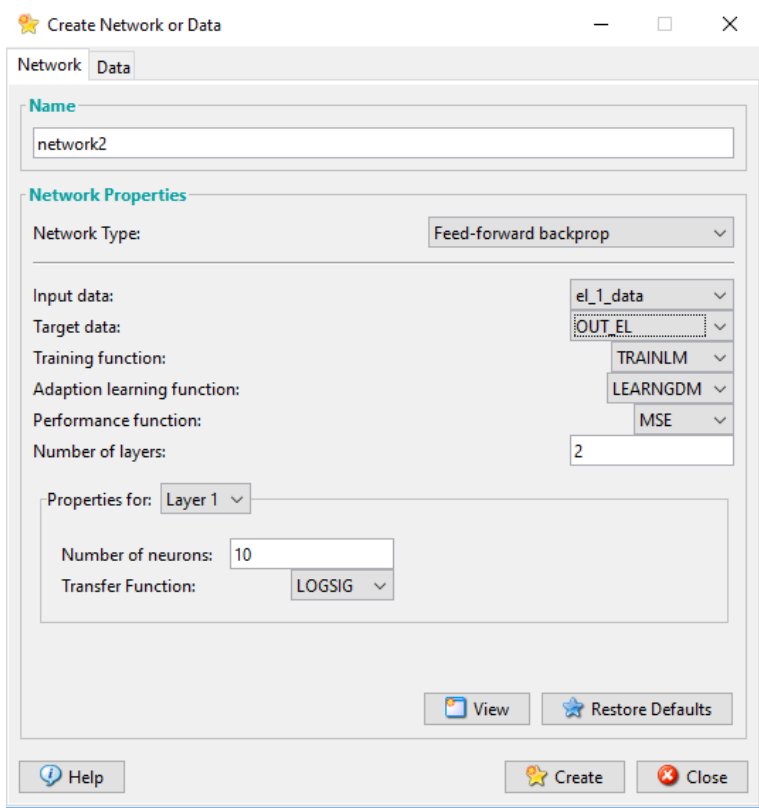 Create Network or Data
Network Data
Name
network2
Network Properties
Network Type: Feed-forward backprop
Input data: el_1_data
Target data: OUT_EL
Training function: TRAINLM
Adaption learning function: LEARNGDM
Performance function: MSE
Number of layers: 2
Properties for: Layer 1
Number of neurons: 10
Transfer Function: LOGSIG
View Restore Defaults
Help Create Close